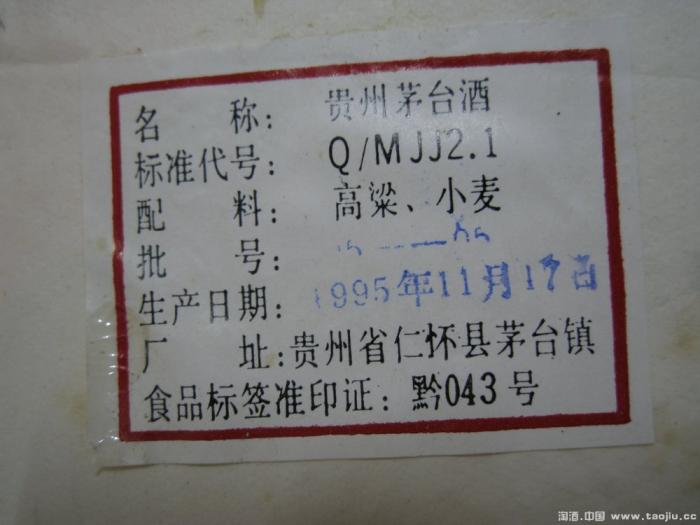 名 称: 贵州茅台酒
标准代号: Q/MJJ2.1
配 料: 高粱、小麦
批 号:
生产日期: 1995年11月17日
厂 址: 贵州省仁怀县茅台镇
食品标签准印证: 黔043号
淘酒.中国 www.taojiu.cc